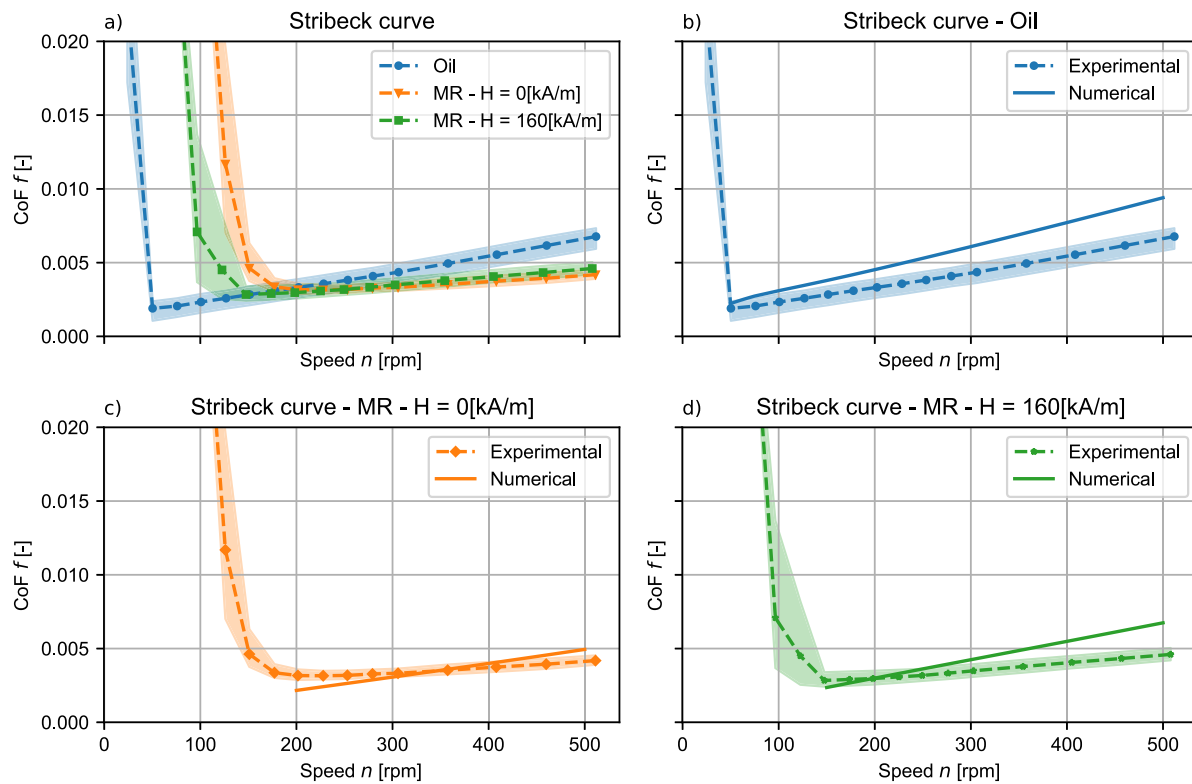 a) Stribeck curve
0.020
0.015
0.010
0.005
0.000
CoF f [-]
Oil
MR - H = 0[kA/m]
MR - H = 160[kA/m]
Speed n [rpm]
b) Stribeck curve - Oil
Experimental
Numerical
CoF f [-]
Speed n [rpm]
c) Stribeck curve - MR - H = 0[kA/m]
0.020
0.015
0.010
0.005
0.000
CoF f [-]
Experimental
Numerical
0 100 200 300 400 500
Speed n [rpm]
d) Stribeck curve - MR - H = 160[kA/m]
CoF f [-]
Experimental
Numerical
0 100 200 300 400 500
Speed n [rpm]